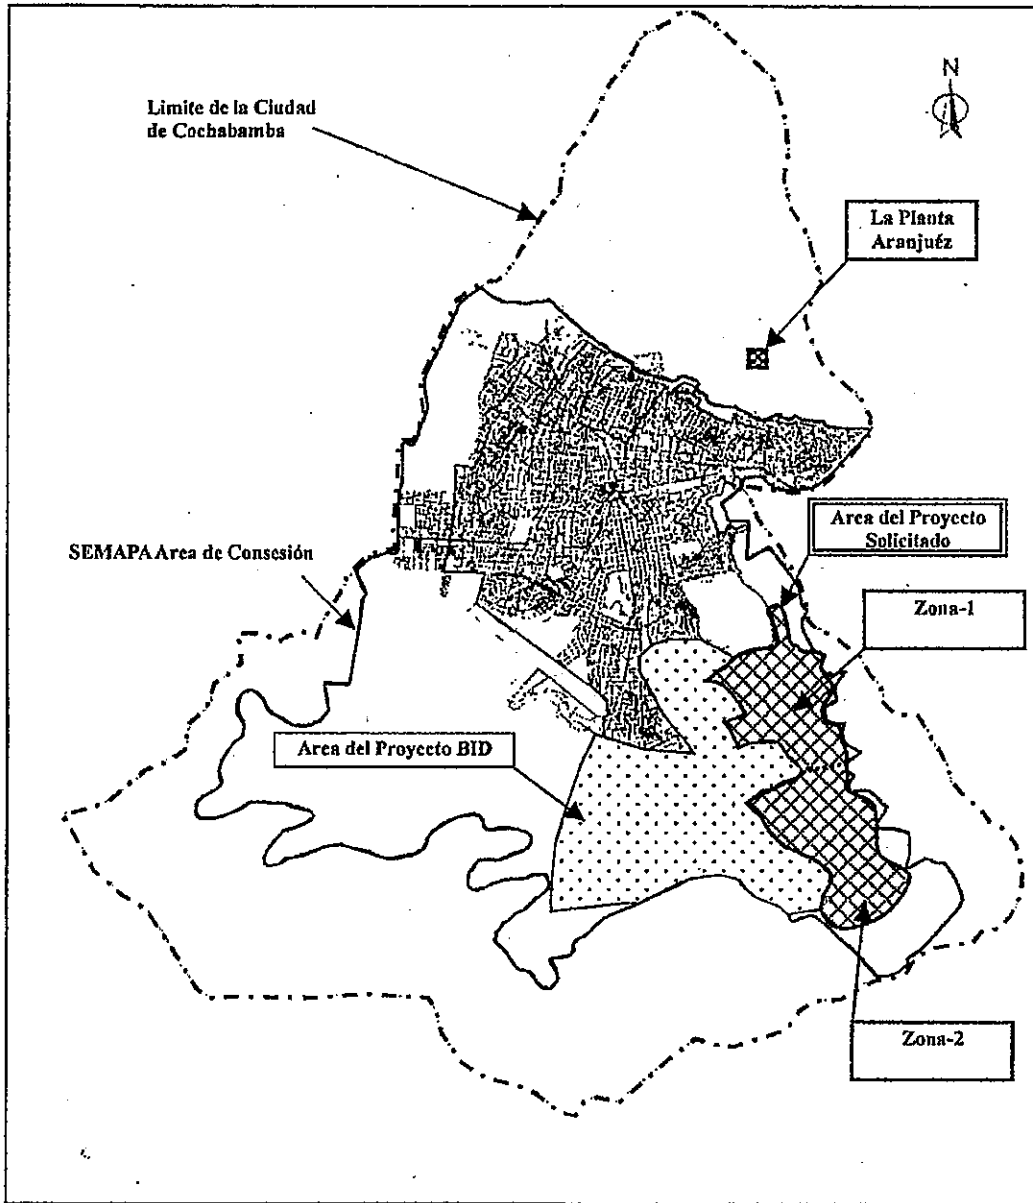 N
Limite de la Ciudad
de Cochabamba
La Planta
Aranjuéz
Area del Proyecto
Solicitado
SEMAPA Area de Consesión
Zona-1
Area del Proyecto BID
Zona-2